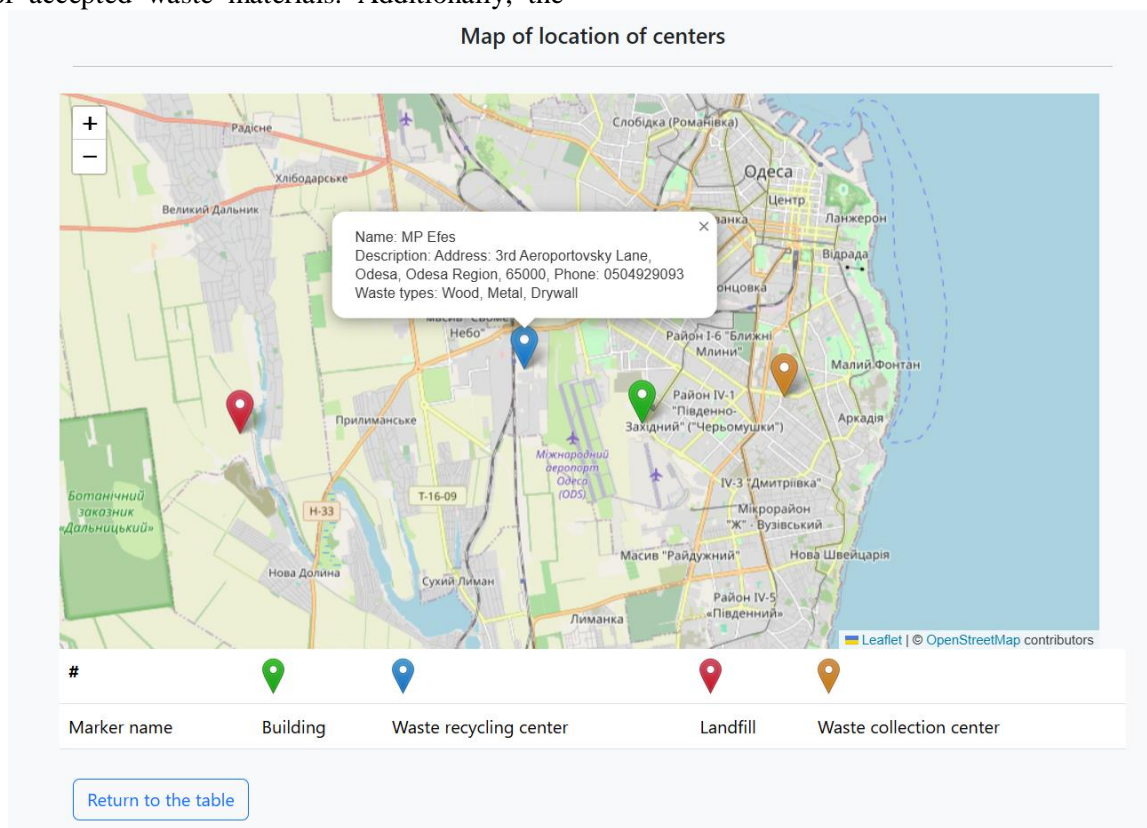 of accepted waste materials. Additionally, the
Map of location of centers
+
−
Радісне
Слобідка (Романівка)
Хлібодарське
Одеса
Центр
Великий Дальник
Ланжерон
Name: MP Efes
×
Description: Address: 3rd Aeroportovsky Lane,
Odesa, Odesa Region, 65000, Phone: 0504929093
Waste types: Wood, Metal, Drywall
Відрада
Небо"
Район І-6 "Ближні
Млини"
Малий Фонтан
Район IV-1
"Південно-
Західний" ("Черьомушки")
Аркадія
Прилиманське
Міжнародний
аеропорт
Одеса
(ODS)
IV-3 "Дмитріївка"
Ботанічний
заказник
«Дальницький»
Т-16-09
Н-33
Мікрорайон
"Ж" - Вузівський
Масив "Райдужний"
Нова Швейцарія
Нова Долина
Сухий Лиман
Район IV-5
«Південний»
Лиманка
Leaflet | © OpenStreetMap contributors
#
Marker name Building Waste recycling center Landfill Waste collection center
Return to the table